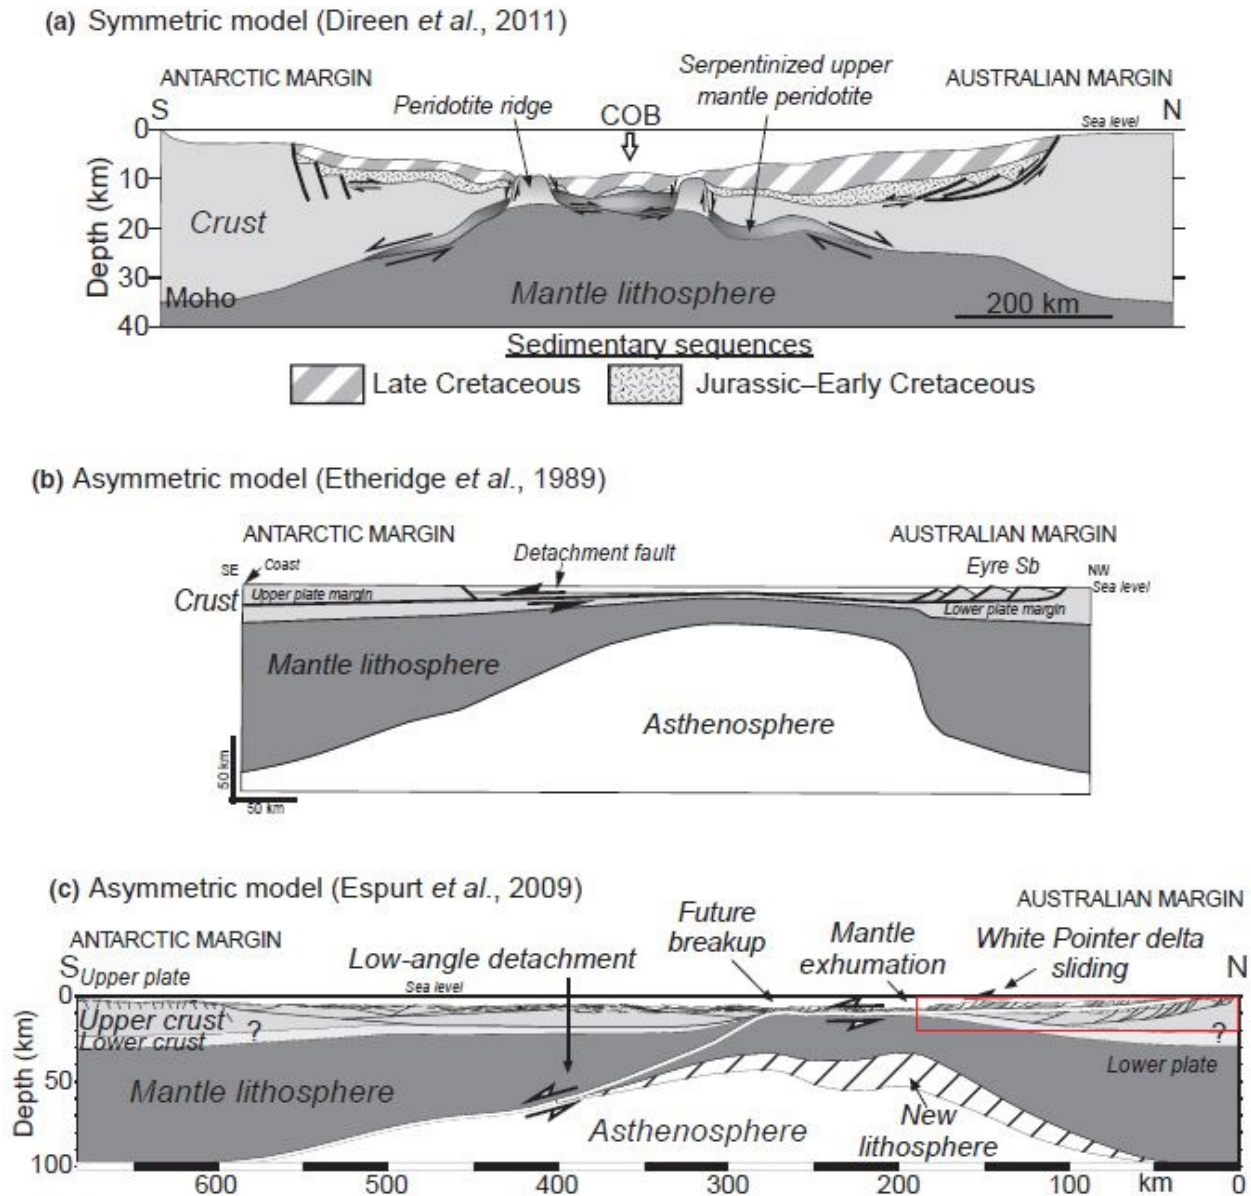 (a) Symmetric model (Direen et al., 2011)
ANTARCTIC MARGIN
Serpentinized upper
mantle peridotite
AUSTRALIAN MARGIN
S
Peridotite ridge
COB
Sea level
N
0
10
20
30
40
Depth (km)
Crust
Moho
Mantle lithosphere
200 km
Sedimentary sequences
Late Cretaceous
Jurassic–Early Cretaceous
(b) Asymmetric model (Etheridge et al., 1989)
ANTARCTIC MARGIN
AUSTRALIAN MARGIN
SE
Coast
Detachment fault
Eyre Sb
NW
Sea level
Crust
Upper plate margin
Lower plate margin
Mantle lithosphere
Asthenosphere
50 km
50 km
(c) Asymmetric model (Espurt et al., 2009)
AUSTRALIAN MARGIN
ANTARCTIC MARGIN
Future
breakup
Mantle
exhumation
White Pointer delta
sliding
S
Upper plate
Low-angle detachment
Sea level
N
0
50
100
Depth (km)
Upper crust
?
Lower crust
?
Mantle lithosphere
Lower plate
Asthenosphere
New
lithosphere
600
500
400
300
200
100
km
0